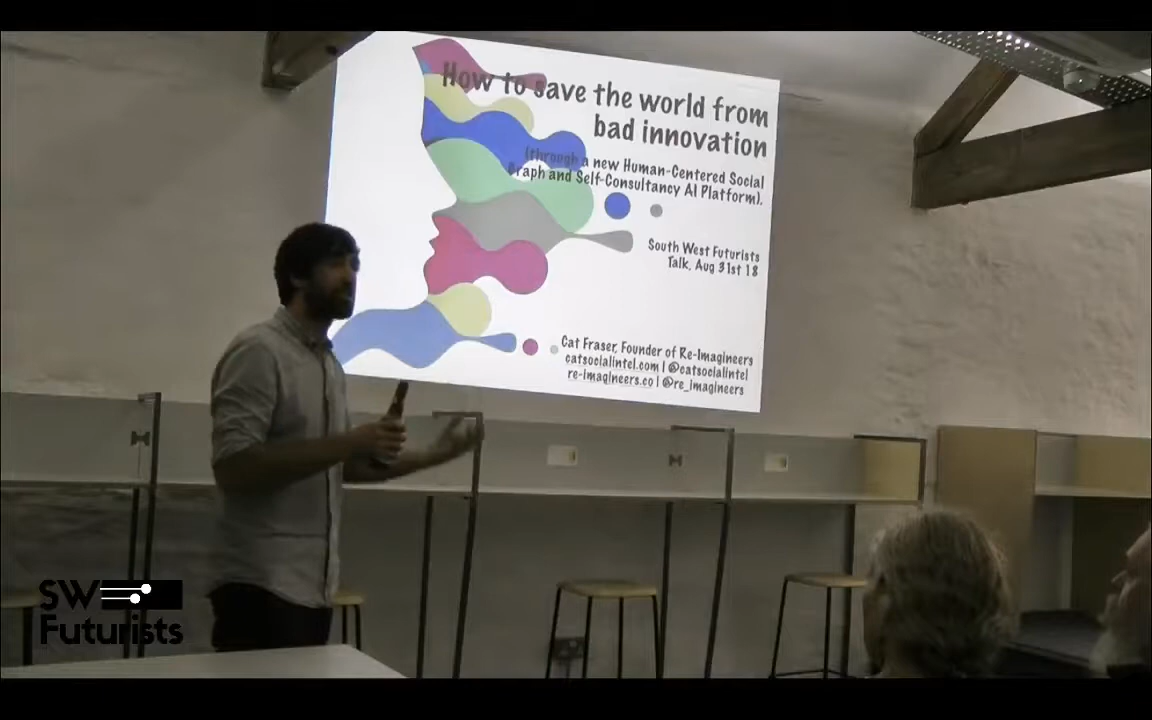 How to save the world from
bad innovation
(through a new Human-Centered Social
Graph and Self-Consultancy AI Platform).
South West Futurists
Talk, Aug 31st 18
Cat Fraser, Founder of Re-Imagineers
catsocialintel.com | @catsocialintel
re-imagineers.co | @re_imagineers
SW
Futurists